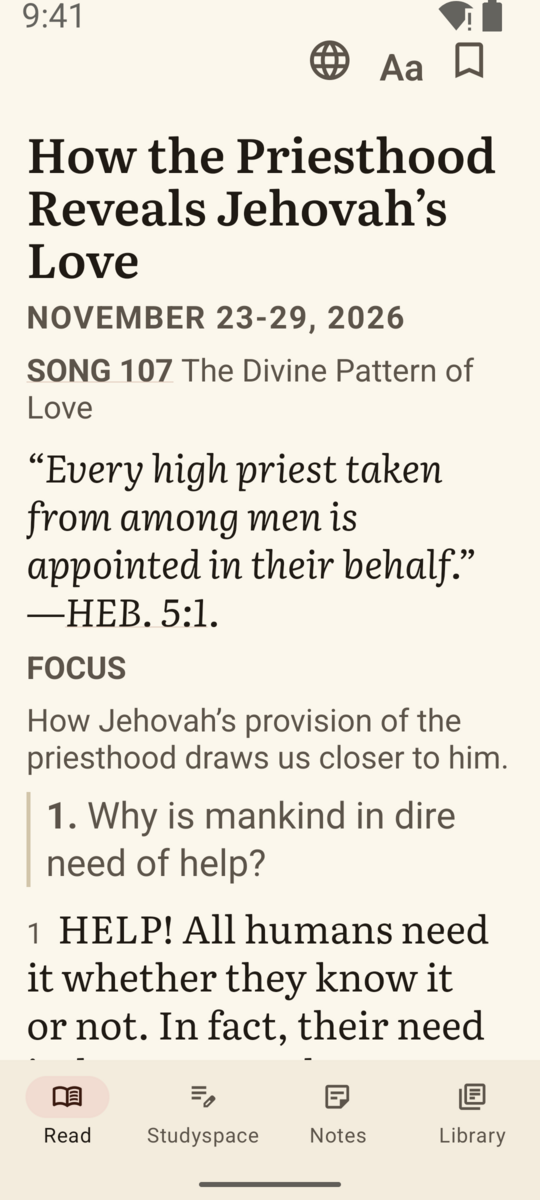 9:41
Aa
How the Priesthood
Reveals Jehovah’s
Love
NOVEMBER 23-29, 2026
SONG 107 The Divine Pattern of
Love
“Every high priest taken
from among men is
appointed in their behalf.”
—HEB. 5:1.
FOCUS
How Jehovah’s provision of the
priesthood draws us closer to him.
1. Why is mankind in dire
need of help?
1 HELP! All humans need
it whether they know it
or not. In fact, their need
Read
Studyspace
Notes
Library